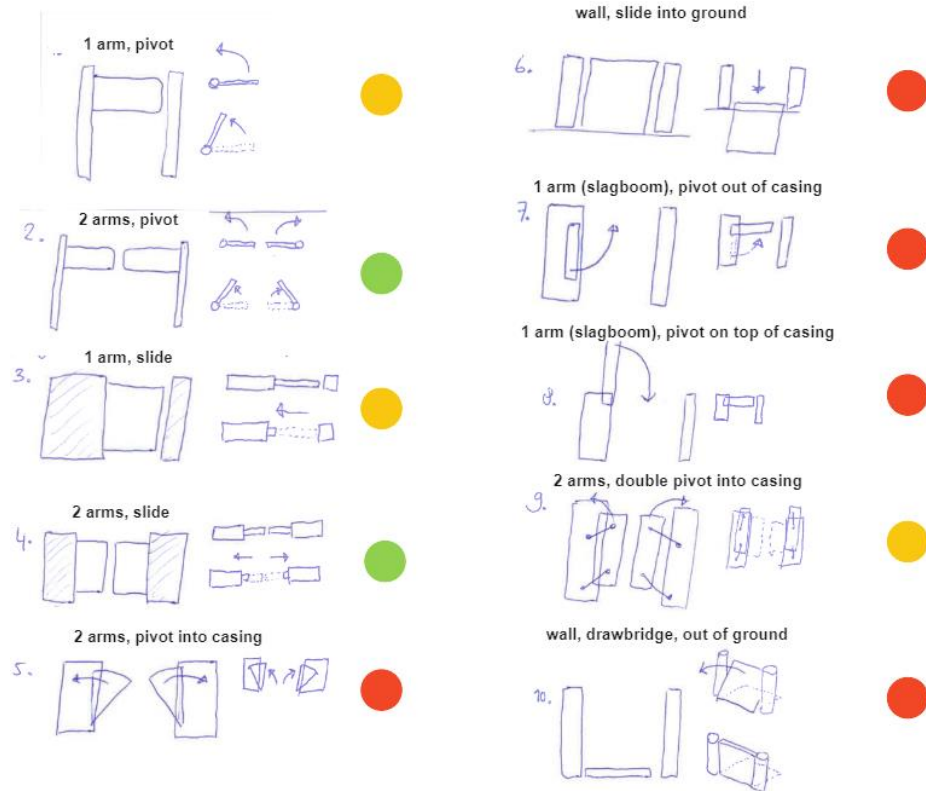 1 arm, pivot
2.
2 arms, pivot
3.
1 arm, slide
4.
2 arms, slide
5.
2 arms, pivot into casing
wall, slide into ground
6.
1 arm (slagboom), pivot out of casing
7.
1 arm (slagboom), pivot on top of casing
8.
2 arms, double pivot into casing
9.
wall, drawbridge, out of ground
10.